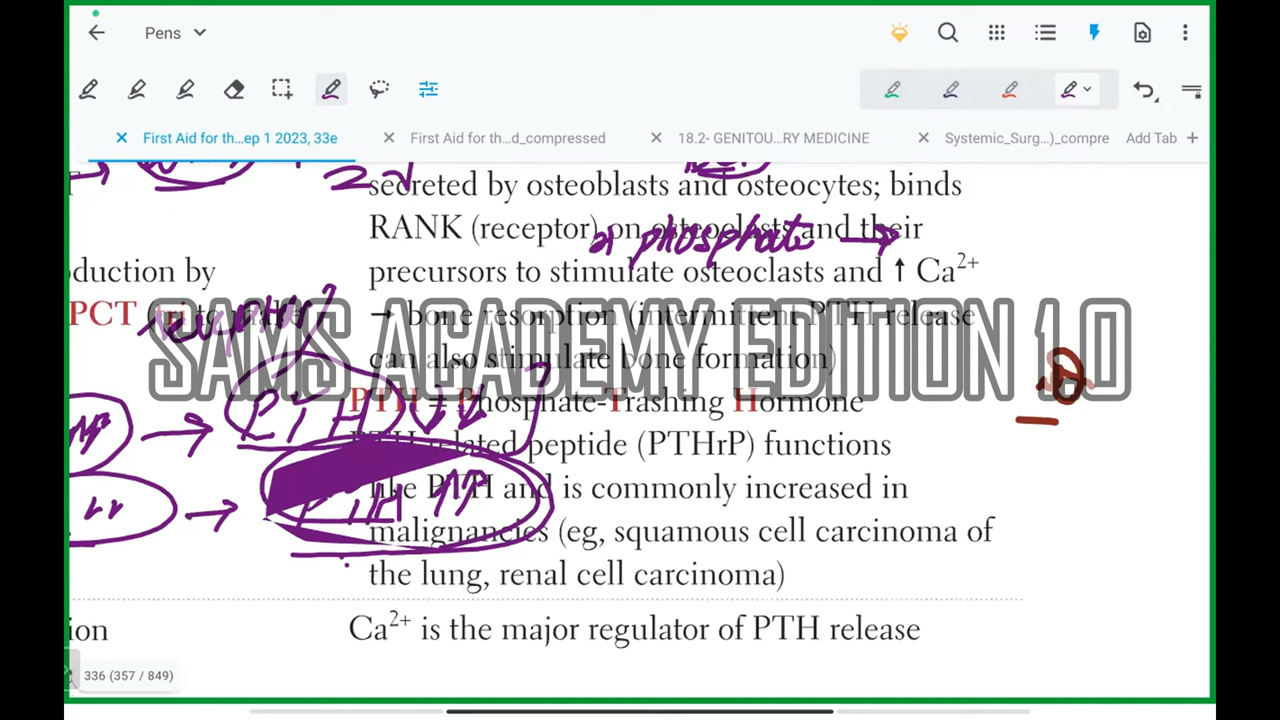 Pens
First Aid for th...ep 1 2023, 33e
First Aid for th...d_compressed
18.2- GENITOU...RY MEDICINE
Systemic_Surg...)_compre
Add Tab
secreted by osteoblasts and osteocytes; binds
RANK (receptor) on osteoclasts and their
phosphate →
oduction by
precursors to stimulate osteoclasts and ↑ Ca²⁺
PCT
→ bone resorption (intermittent PTH release
receptor
can also stimulate bone formation)
SAMS ACADEMY EDITION 1.0
PTH = Phosphate-Trashing Hormone
→ PTH ↓↓
PTH-related peptide (PTHrP) functions
like PTH and is commonly increased in
→ PTH ↑↑
malignancies (eg, squamous cell carcinoma of
the lung, renal cell carcinoma)
ion
Ca²⁺ is the major regulator of PTH release
336 (357 / 849)